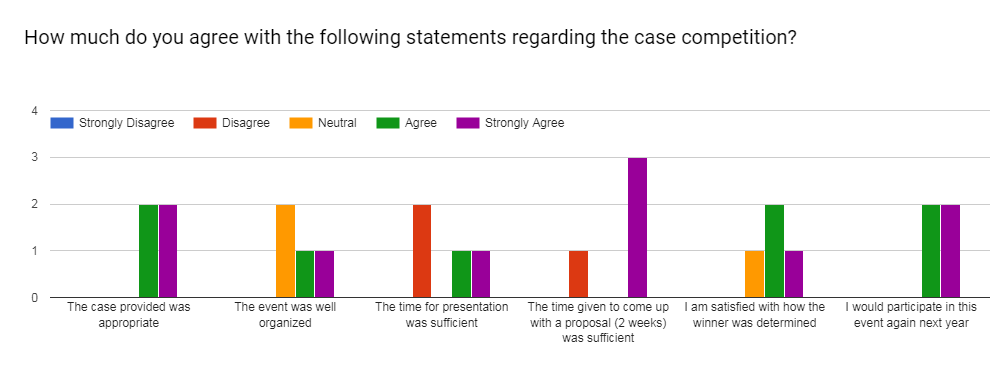 How much do you agree with the following statements regarding the case competition?
4
Strongly Disagree Disagree Neutral Agree Strongly Agree
3
2
1
0
The case provided was
appropriate
The event was well
organized
The time for presentation
was sufficient
The time given to come up
with a proposal (2 weeks)
was sufficient
I am satisfied with how the
winner was determined
I would participate in this
event again next year